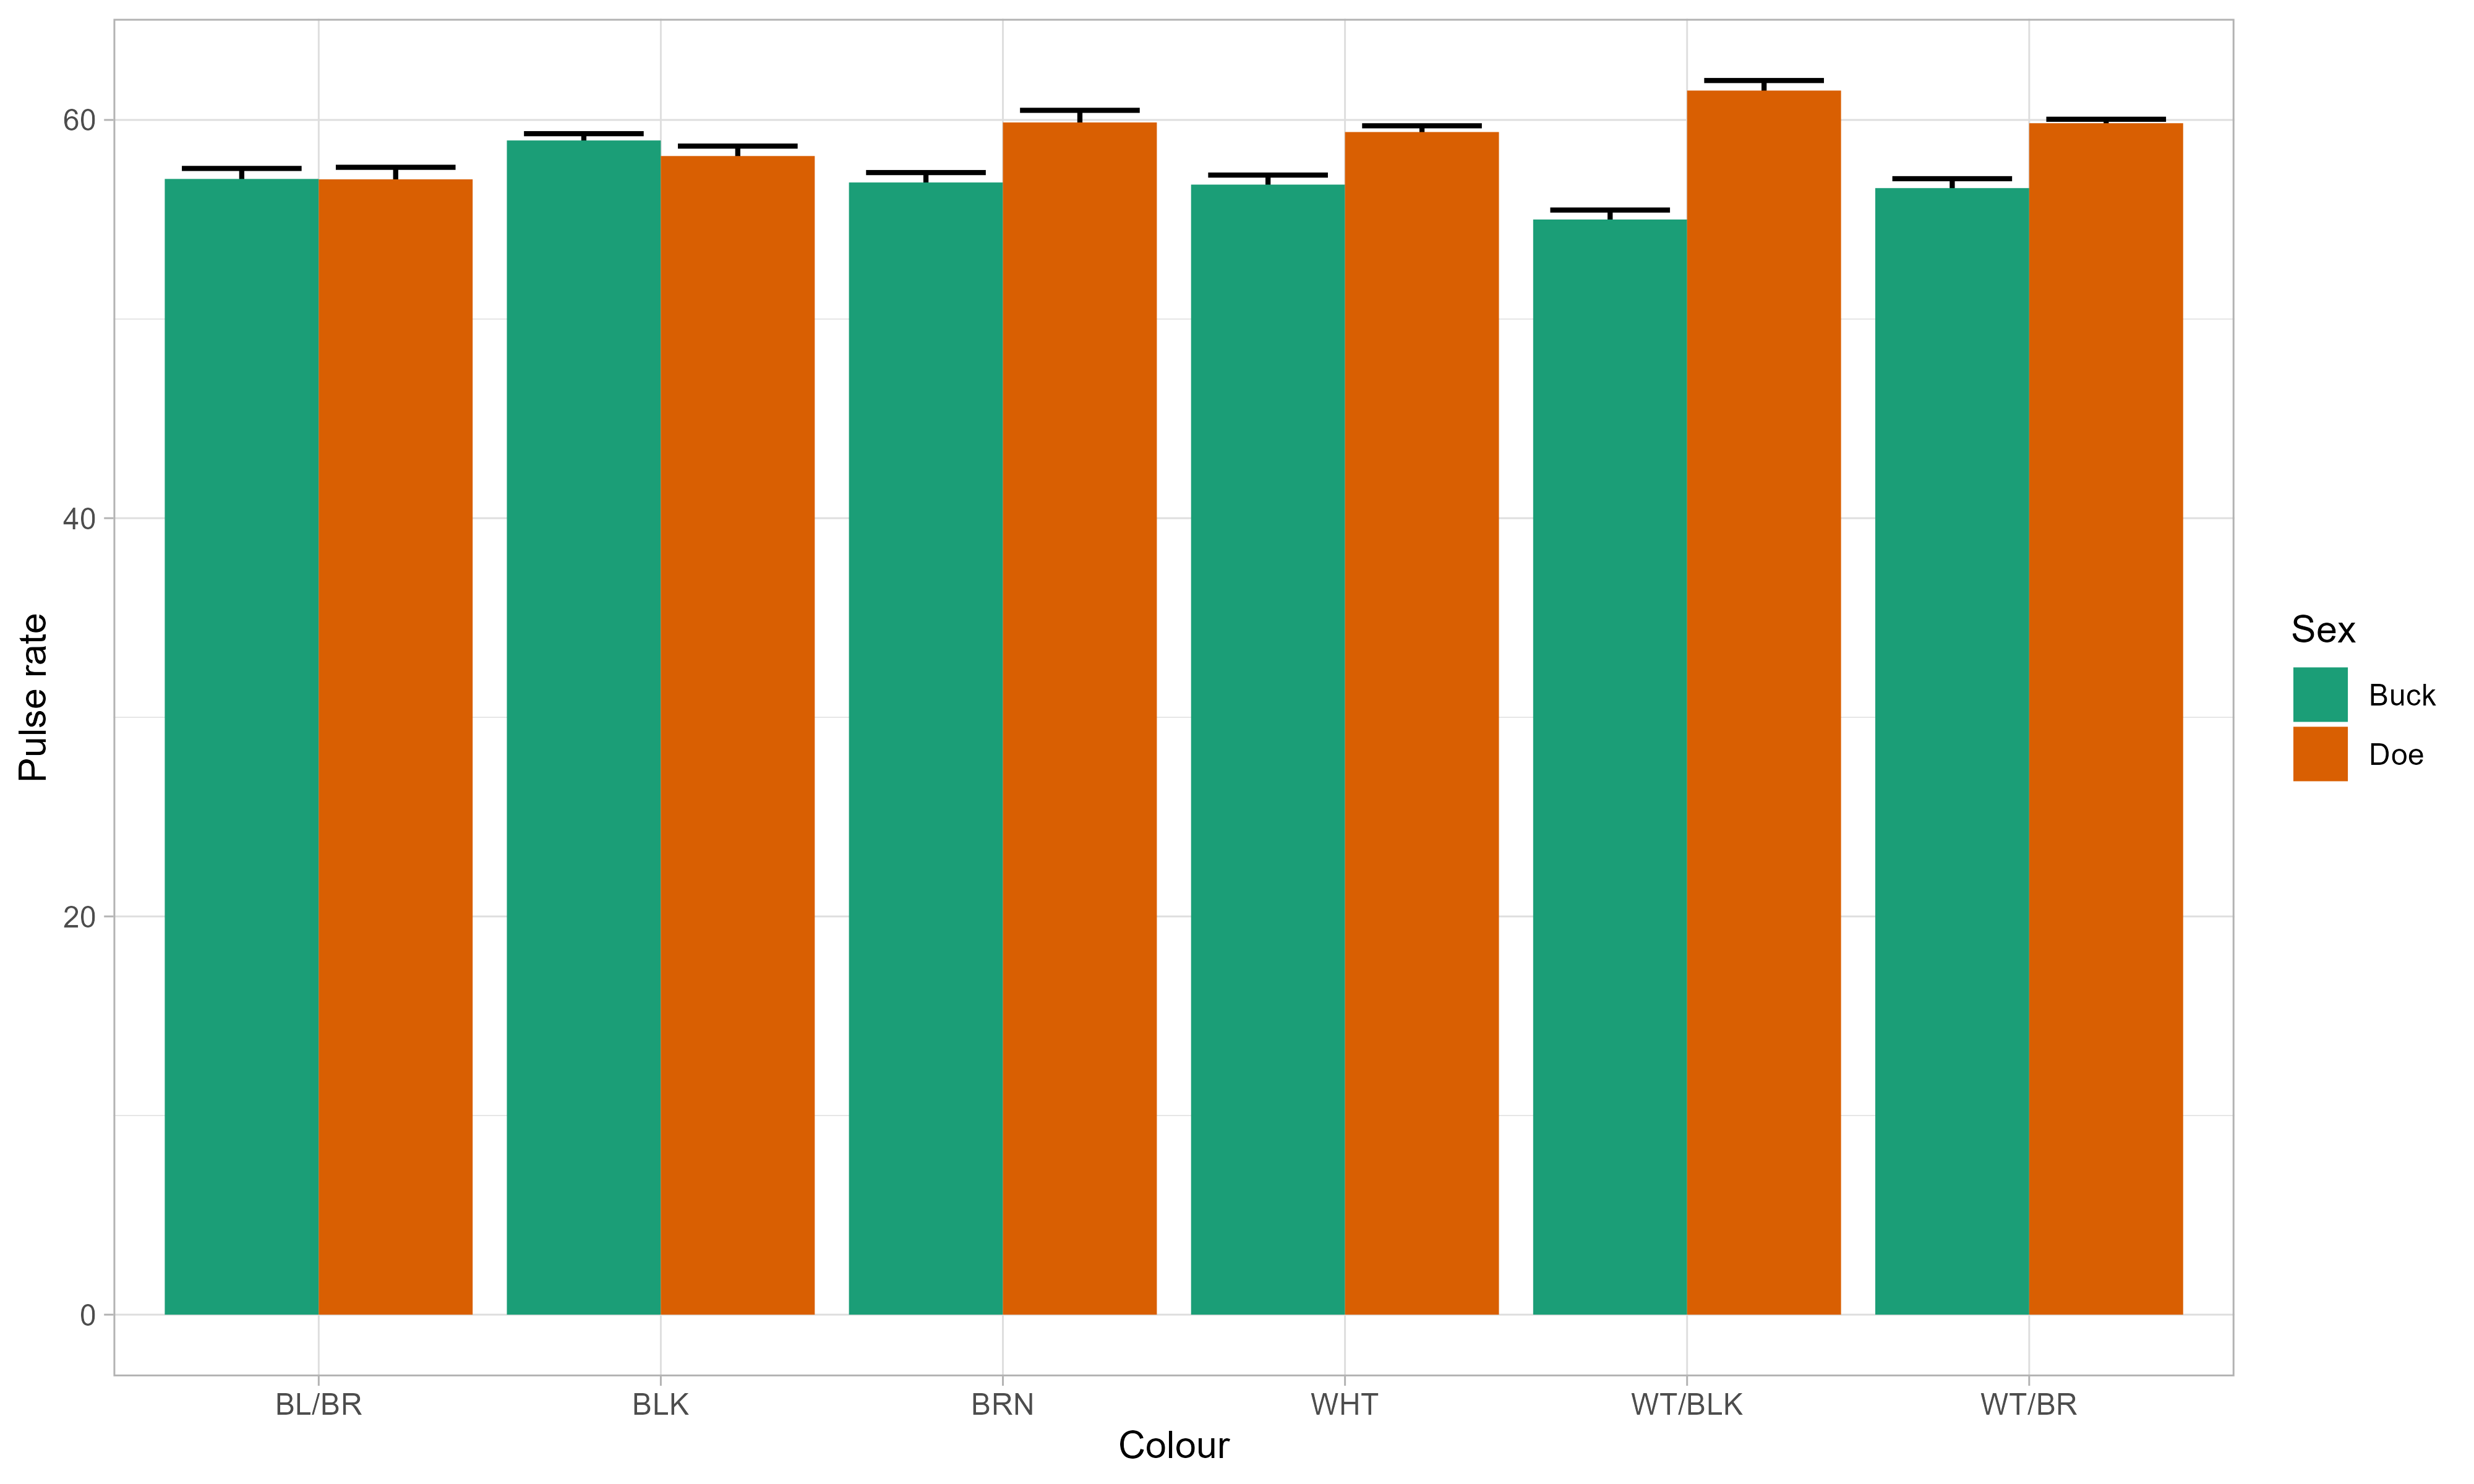 60
40
20
0
Pulse rate
BL/BR
BLK
BRN
WHT
WT/BLK
WT/BR
Colour
Sex
Buck
Doe